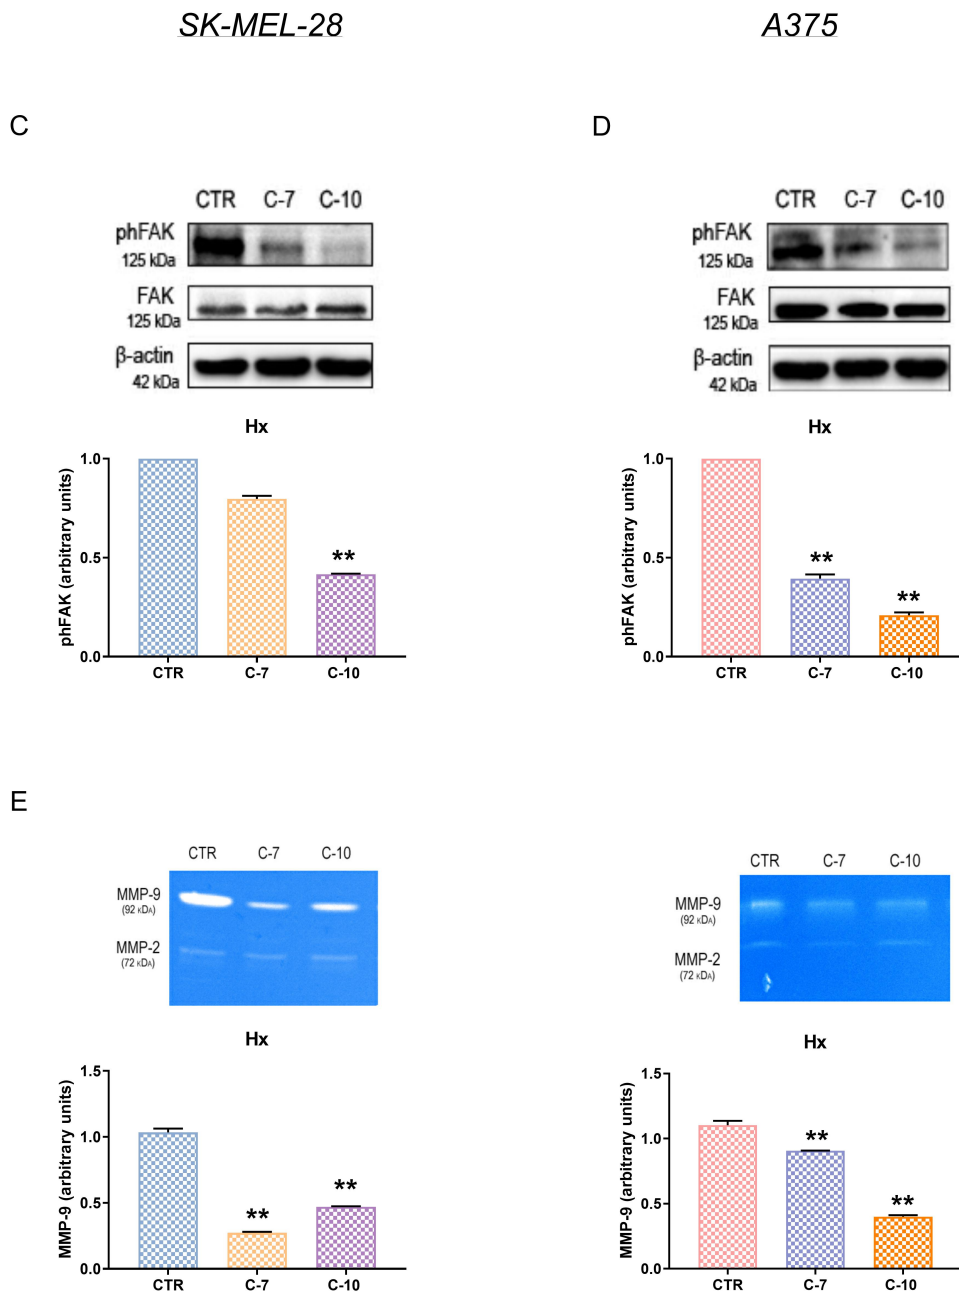 SK-MEL-28
A375
C
CTR C-7 C-10
phFAK
125 kDa
FAK
125 kDa
β-actin
42 kDa
Hx
phFAK (arbitrary units)
1.0
0.5
0.0
**
CTR C-7 C-10
D
CTR C-7 C-10
phFAK
125 kDa
FAK
125 kDa
β-actin
42 kDa
Hx
phFAK (arbitrary units)
1.0
0.5
0.0
**
**
CTR C-7 C-10
E
CTR C-7 C-10
MMP-9
(92 KDA)
MMP-2
(72 KDA)
Hx
MMP-9 (arbitrary units)
1.5
1.0
0.5
0.0
**
**
CTR C-7 C-10
CTR C-7 C-10
MMP-9
(92 KDA)
MMP-2
(72 KDA)
Hx
MMP-9 (arbitrary units)
1.5
1.0
0.5
0.0
**
**
CTR C-7 C-10